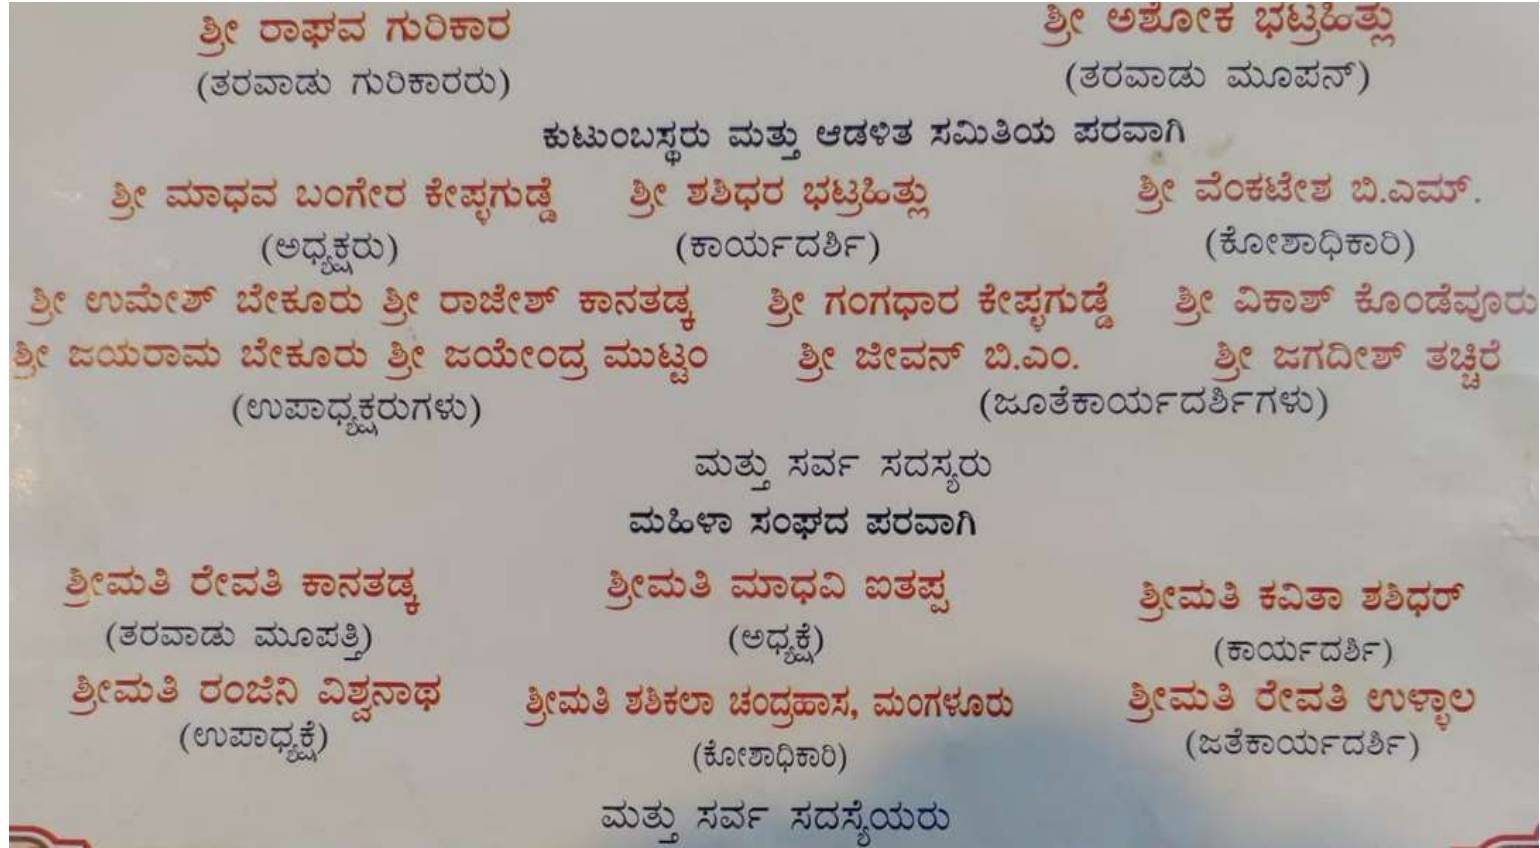 ಶ್ರೀ ರಾಘವ ಗುರಿಕಾರ ಶ್ರೀ ಅಶೋಕ ಭಟ್ರಹಿತ್ಲು
(ತರವಾಡು ಗುರಿಕಾರರು) (ತರವಾಡು ಮೂಪನ್)
ಕುಟುಂಬಸ್ಥರು ಮತ್ತು ಆಡಳಿತ ಸಮಿತಿಯ ಪರವಾಗಿ
ಶ್ರೀ ಮಾಧವ ಬಂಗೇರ ಕೇಪ್ಳಗುಡ್ಡೆ ಶ್ರೀ ಶಶಿಧರ ಭಟ್ರಹಿತ್ಲು ಶ್ರೀ ವೆಂಕಟೇಶ ಬಿ.ಎಮ್.
(ಅಧ್ಯಕ್ಷರು) (ಕಾರ್ಯದರ್ಶಿ) (ಕೋಶಾಧಿಕಾರಿ)
ಶ್ರೀ ಉಮೇಶ್ ಬೇಕೂರು ಶ್ರೀ ರಾಜೇಶ್ ಕಾನತಡ್ಕ ಶ್ರೀ ಗಂಗಧಾರ ಕೇಪ್ಳಗುಡ್ಡೆ ಶ್ರೀ ವಿಕಾಶ್ ಕೊಂಡೆವೂರು
ಶ್ರೀ ಜಯರಾಮ ಬೇಕೂರು ಶ್ರೀ ಜಯೇಂದ್ರ ಮುಟ್ಟಂ ಶ್ರೀ ಜೀವನ್ ಬಿ.ಎಂ. ಶ್ರೀ ಜಗದೀಶ್ ತಚ್ಚಿರೆ
(ಉಪಾಧ್ಯಕ್ಷರುಗಳು) (ಜೂತೆಕಾರ್ಯದರ್ಶಿಗಳು)
ಮತ್ತು ಸರ್ವ ಸದಸ್ಯರು
ಮಹಿಳಾ ಸಂಘದ ಪರವಾಗಿ
ಶ್ರೀಮತಿ ರೇವತಿ ಕಾನತಡ್ಕ ಶ್ರೀಮತಿ ಮಾಧವಿ ಐತಪ್ಪ ಶ್ರೀಮತಿ ಕವಿತಾ ಶಶಿಧರ್
(ತರವಾಡು ಮೂಪತ್ತಿ) (ಅಧ್ಯಕ್ಷೆ) (ಕಾರ್ಯದರ್ಶಿ)
ಶ್ರೀಮತಿ ರಂಜಿನಿ ವಿಶ್ವನಾಥ ಶ್ರೀಮತಿ ಶಶಿಕಲಾ ಚಂದ್ರಹಾಸ, ಮಂಗಳೂರು ಶ್ರೀಮತಿ ರೇವತಿ ಉಳ್ಳಾಲ
(ಉಪಾಧ್ಯಕ್ಷೆ) (ಕೋಶಾಧಿಕಾರಿ) (ಜತೆಕಾರ್ಯದರ್ಶಿ)
ಮತ್ತು ಸರ್ವ ಸದಸ್ಯೆಯರು